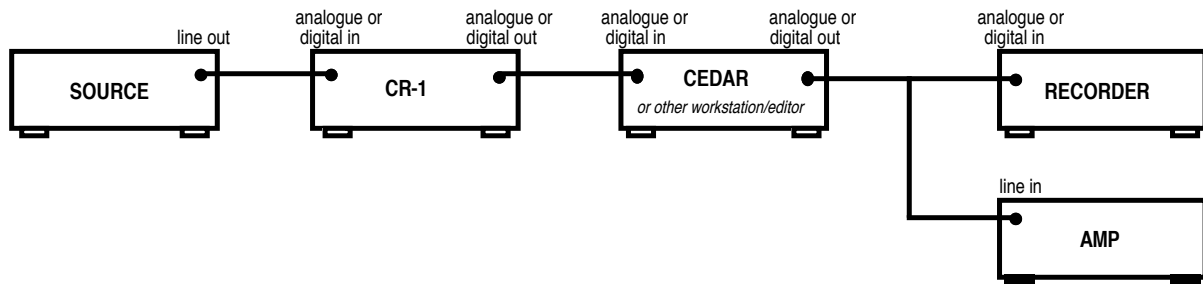 line out
analogue or
digital in
analogue or
digital out
analogue or
digital in
analogue or
digital out
analogue or
digital in
SOURCE
CR-1
CEDAR
or other workstation/editor
RECORDER
line in
AMP